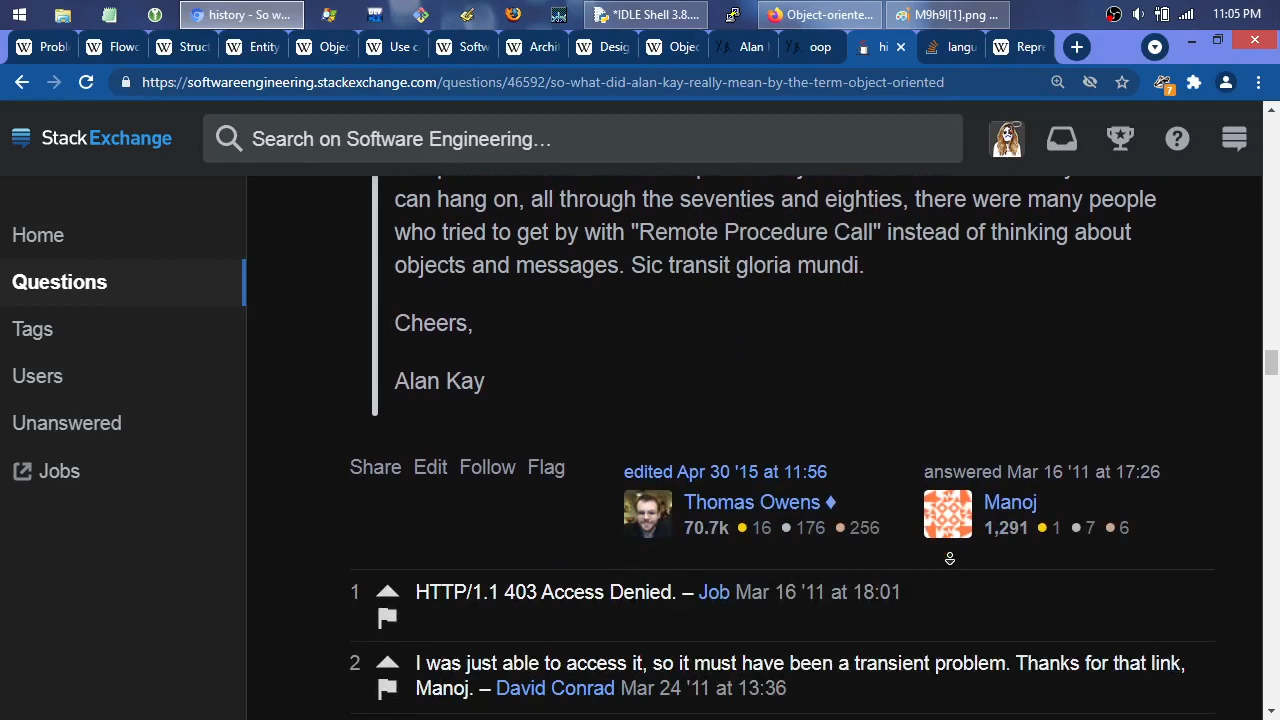 history - So w...
*IDLE Shell 3.8....
Object-oriente...
M9h9I[1].png ...
11:05 PM
Proble
Flowc
Struct
Entity
Objec
Use c
Softw
Archi
Desig
Objec
Alan
oop
hi
langu
Repre
https://softwareengineering.stackexchange.com/questions/46592/so-what-did-alan-kay-really-mean-by-the-term-object-oriented
7
StackExchange
Search on Software Engineering...
Home
Questions
Tags
Users
Unanswered
Jobs
can hang on, all through the seventies and eighties, there were many people
who tried to get by with "Remote Procedure Call" instead of thinking about
objects and messages. Sic transit gloria mundi.
Cheers,
Alan Kay
Share Edit Follow Flag
edited Apr 30 '15 at 11:56
Thomas Owens ♦
70.7k 16 176 256
answered Mar 16 '11 at 17:26
Manoj
1,291 1 7 6
1 HTTP/1.1 403 Access Denied. – Job Mar 16 '11 at 18:01
2 I was just able to access it, so it must have been a transient problem. Thanks for that link,
Manoj. – David Conrad Mar 24 '11 at 13:36